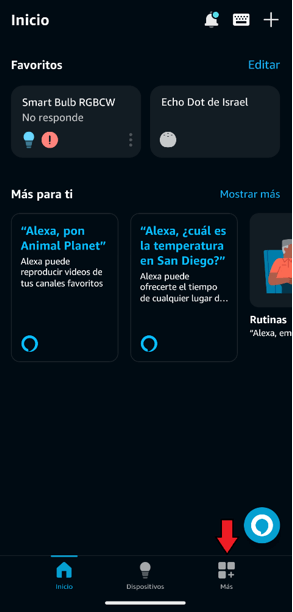 Inicio
Favoritos
Editar
Smart Bulb RGBCW
No responde
Echo Dot de Israel
Más para ti
Mostrar más
“Alexa, pon
Animal Planet”
Alexa puede
reproducir videos de
tus canales favoritos
“Alexa, ¿cuál es
la temperatura
en San Diego?”
Alexa puede
ofrecerte el tiempo
de cualquier lugar d...
Rutinas
“Alexa, em
Inicio
Dispositivos
Más